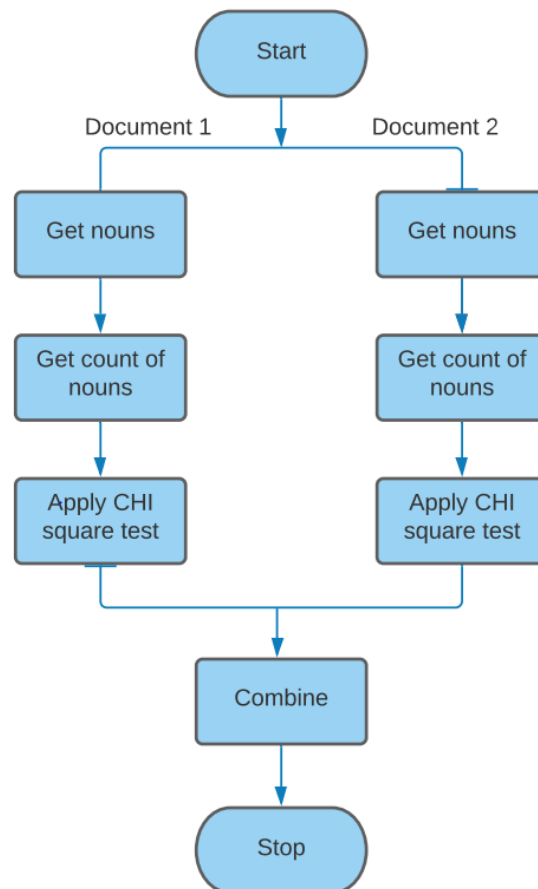 Start
Document 1
Document 2
Get nouns
Get nouns
Get count of
nouns
Get count of
nouns
Apply CHI
square test
Apply CHI
square test
Combine
Stop